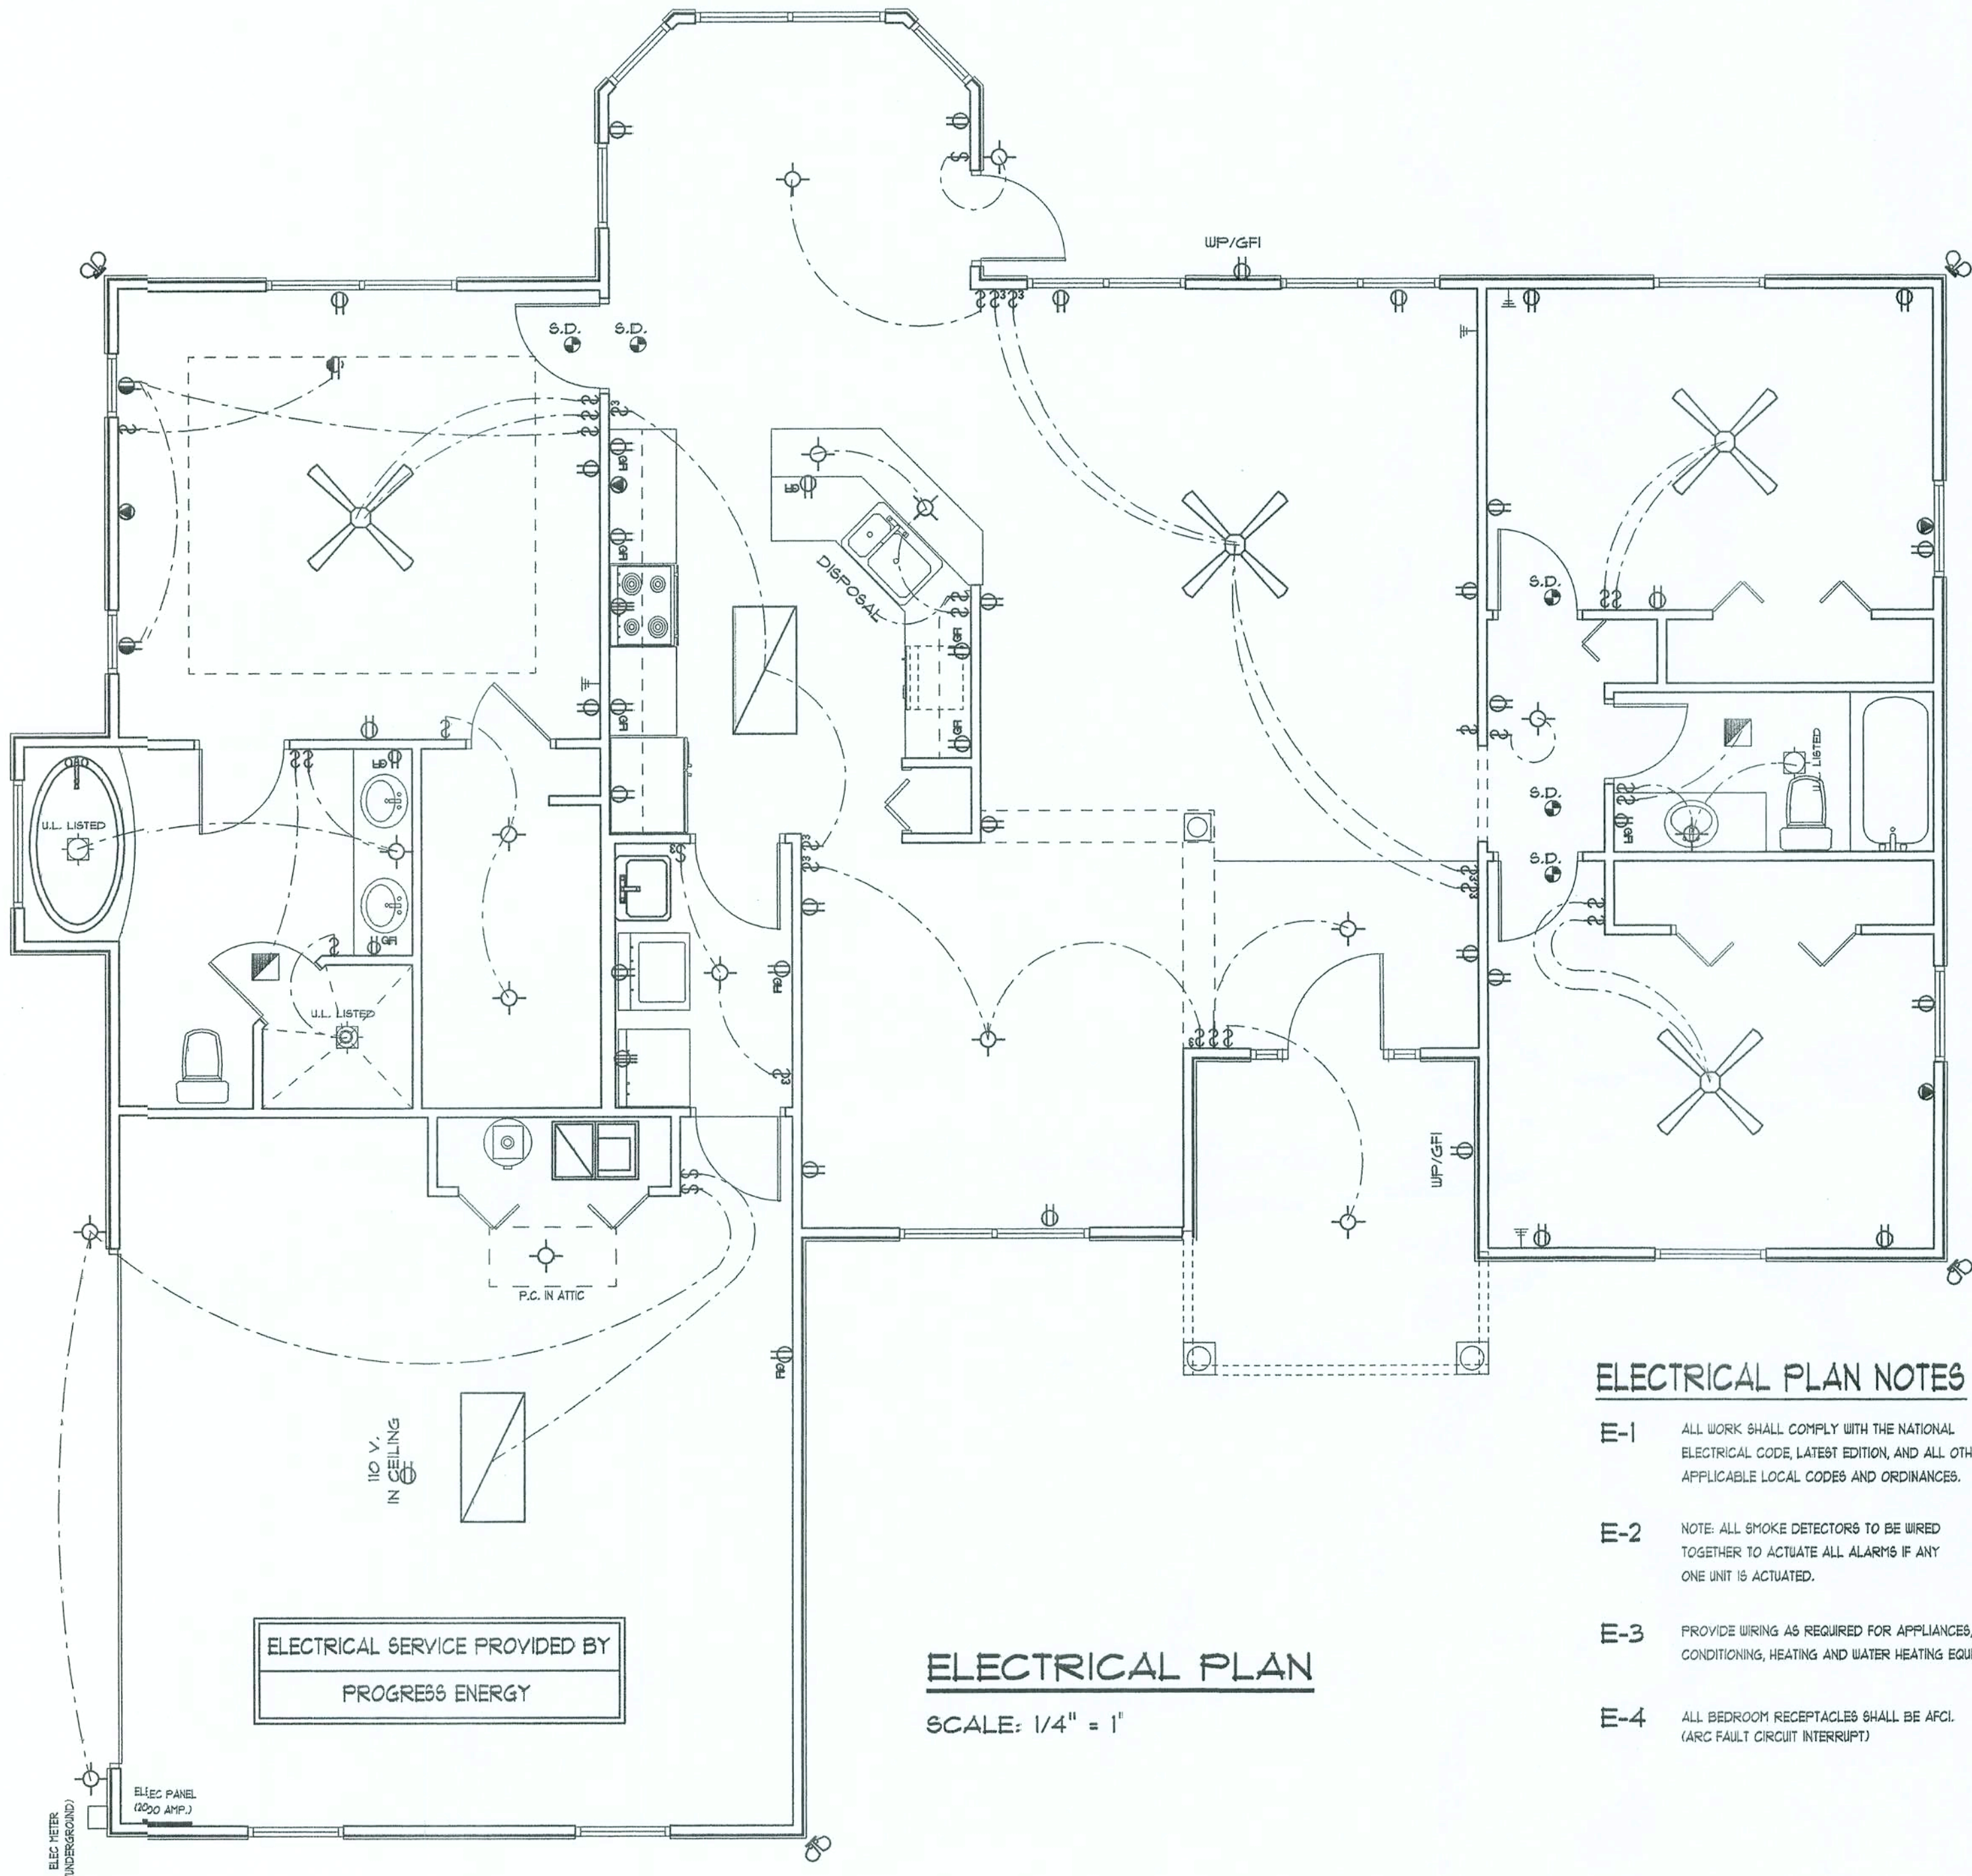 WP/GFI
S.D.
S.D.
GFI
GFI
GFI
DISPOSAL
GFI
GFI
GFI
S.D.
S.D.
S.D.
GFI
U.L. LISTED
GFI
U.L. LISTED
GFI
LISTED
GFI
WP/GFI
P.C. IN ATTIC
GFI
110 V.
IN CEILING
ELECTRICAL SERVICE PROVIDED BY
PROGRESS ENERGY
ELEC PANEL
ELEC METER
UNDERGROUND)
ELECTRICAL PLAN
SCALE: 1/4" = 1'
ELECTRICAL PLAN NOTES
E-1 ALL WORK SHALL COMPLY WITH THE NATIONAL
ELECTRICAL CODE, LATEST EDITION, AND ALL OTH
APPLICABLE LOCAL CODES AND ORDINANCES.
E-2 NOTE: ALL SMOKE DETECTORS TO BE WIRED
TOGETHER TO ACTUATE ALL ALARMS IF ANY
ONE UNIT IS ACTUATED.
E-3 PROVIDE WIRING AS REQUIRED FOR APPLIANCES,
CONDITIONING, HEATING AND WATER HEATING EQUI
E-4 ALL BEDROOM RECEPTACLES SHALL BE AFCI.
(ARC FAULT CIRCUIT INTERRUPT)